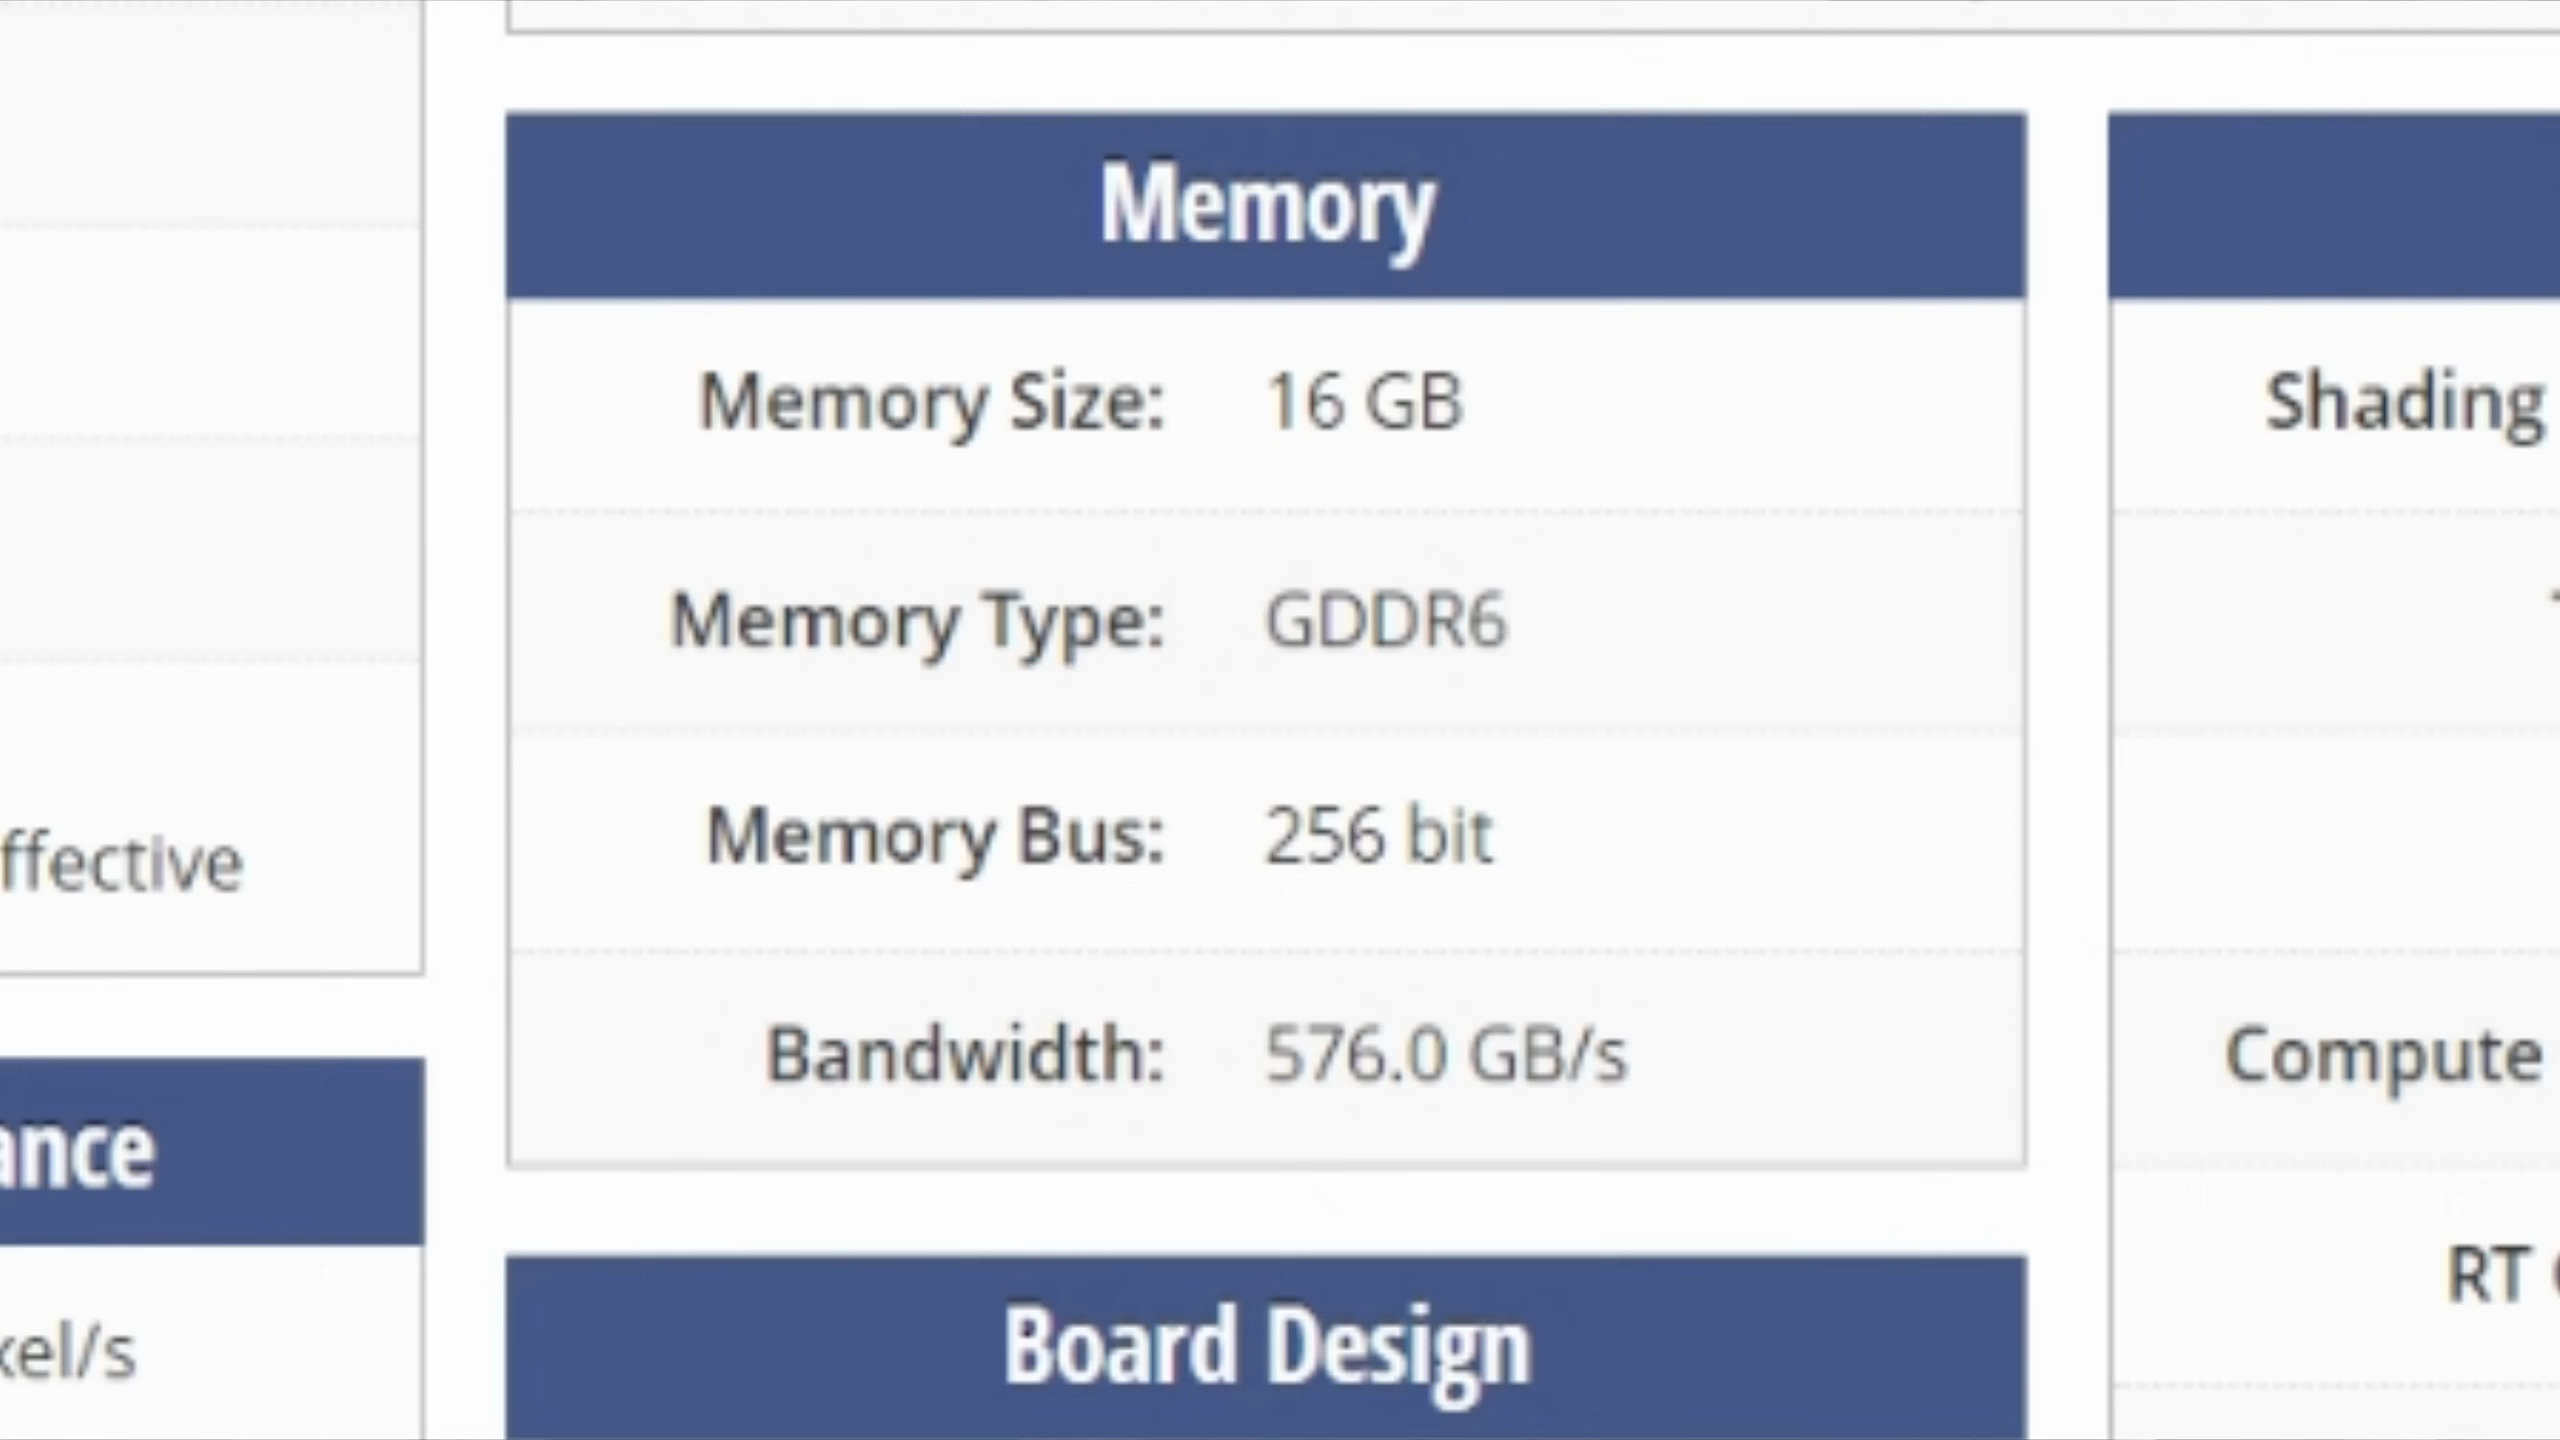 Memory
Memory Size: 16 GB
Memory Type: GDDR6
Memory Bus: 256 bit
Bandwidth: 576.0 GB/s
Board Design
ffective
ance
xel/s
Shading
Compute
RT